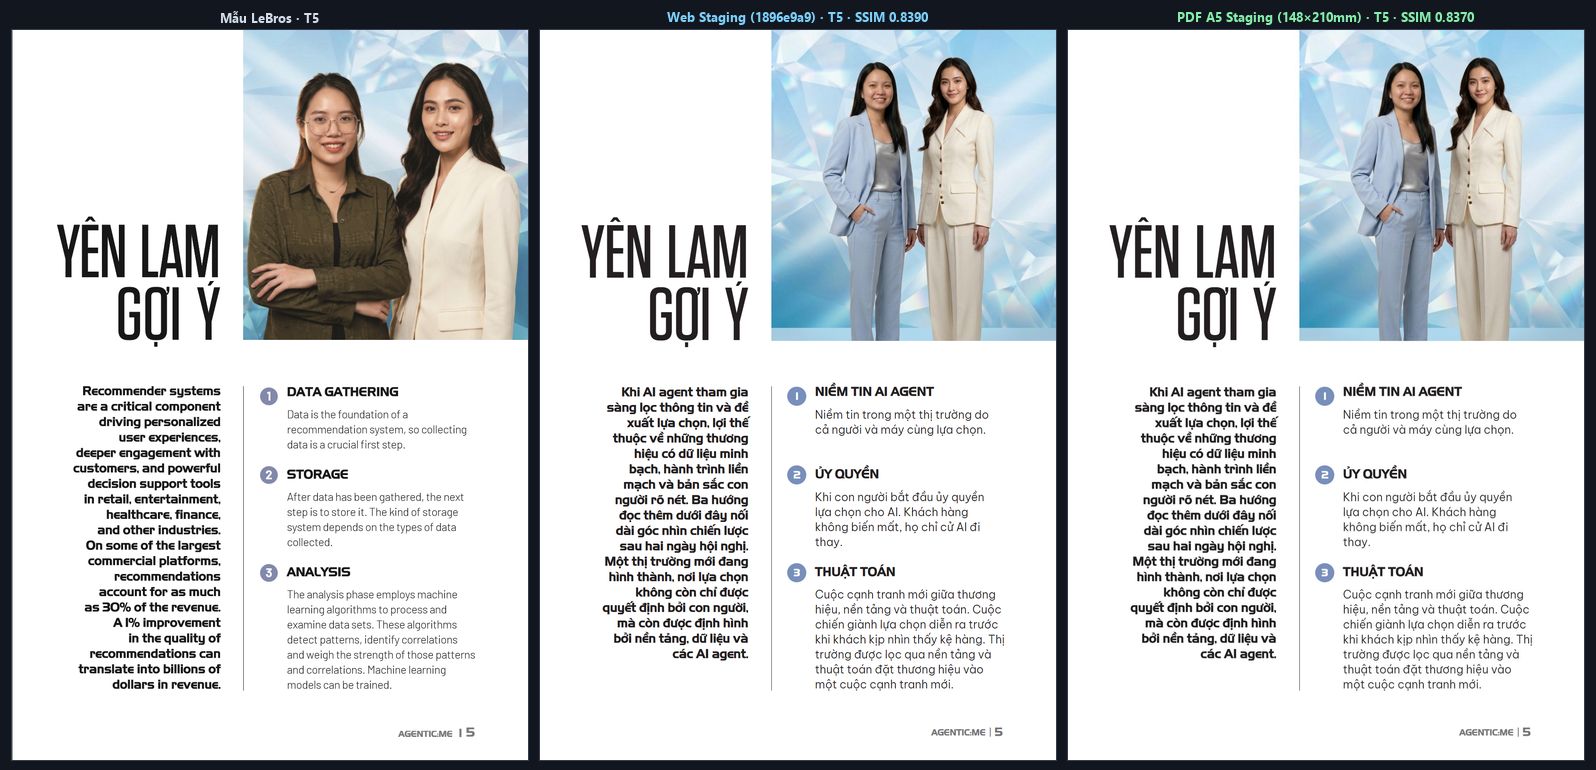 Mẫu LeBros · T5
YÊN LAM
GỢI Ý
Recommender systems
are a critical component
driving personalized
user experiences,
deeper engagement with
customers, and powerful
decision support tools
in retail, entertainment,
healthcare, finance,
and other industries.
On some of the largest
commercial platforms,
recommendations
account for as much
as 30% of the revenue.
A 1% improvement
in the quality of
recommendations can
translate into billions of
dollars in revenue.
1 DATA GATHERING
Data is the foundation of a
recommendation system, so collecting
data is a crucial first step.
2 STORAGE
After data has been gathered, the next
step is to store it. The kind of storage
system depends on the types of data
collected.
3 ANALYSIS
The analysis phase employs machine
learning algorithms to process and
examine data sets. These algorithms
detect patterns, identify correlations
and weigh the strength of those patterns
and correlations. Machine learning
models can be trained.
AGENTIC:ME | 5
Web Staging (1896e9a9) · T5 · SSIM 0.8390
YÊN LAM
GỢI Ý
Khi AI agent tham gia
sàng lọc thông tin và đề
xuất lựa chọn, lợi thế
thuộc về những thương
hiệu có dữ liệu minh
bạch, hành trình liền
mạch và bản sắc con
người rõ nét. Ba hướng
đọc thêm dưới đây nối
dài góc nhìn chiến lược
sau hai ngày hội nghị.
Một thị trường mới đang
hình thành, nơi lựa chọn
không còn chỉ được
quyết định bởi con người,
mà còn được định hình
bởi nền tảng, dữ liệu và
các AI agent.
1 NIỀM TIN AI AGENT
Niềm tin trong một thị trường do
cả người và máy cùng lựa chọn.
2 ỦY QUYỀN
Khi con người bắt đầu ủy quyền
lựa chọn cho AI. Khách hàng
không biến mất, họ chỉ cử AI đi
thay.
3 THUẬT TOÁN
Cuộc cạnh tranh mới giữa thương
hiệu, nền tảng và thuật toán. Cuộc
chiến giành lựa chọn diễn ra trước
khi khách kịp nhìn thấy kệ hàng. Thị
trường được lọc qua nền tảng và
thuật toán đặt thương hiệu vào
một cuộc cạnh tranh mới.
AGENTIC:ME | 5
PDF A5 Staging (148×210mm) · T5 · SSIM 0.8370
YÊN LAM
GỢI Ý
Khi AI agent tham gia
sàng lọc thông tin và đề
xuất lựa chọn, lợi thế
thuộc về những thương
hiệu có dữ liệu minh
bạch, hành trình liền
mạch và bản sắc con
người rõ nét. Ba hướng
đọc thêm dưới đây nối
dài góc nhìn chiến lược
sau hai ngày hội nghị.
Một thị trường mới đang
hình thành, nơi lựa chọn
không còn chỉ được
quyết định bởi con người,
mà còn được định hình
bởi nền tảng, dữ liệu và
các AI agent.
1 NIỀM TIN AI AGENT
Niềm tin trong một thị trường do
cả người và máy cùng lựa chọn.
2 ỦY QUYỀN
Khi con người bắt đầu ủy quyền
lựa chọn cho AI. Khách hàng
không biến mất, họ chỉ cử AI đi
thay.
3 THUẬT TOÁN
Cuộc cạnh tranh mới giữa thương
hiệu, nền tảng và thuật toán. Cuộc
chiến giành lựa chọn diễn ra trước
khi khách kịp nhìn thấy kệ hàng. Thị
trường được lọc qua nền tảng và
thuật toán đặt thương hiệu vào
một cuộc cạnh tranh mới.
AGENTIC:ME | 5